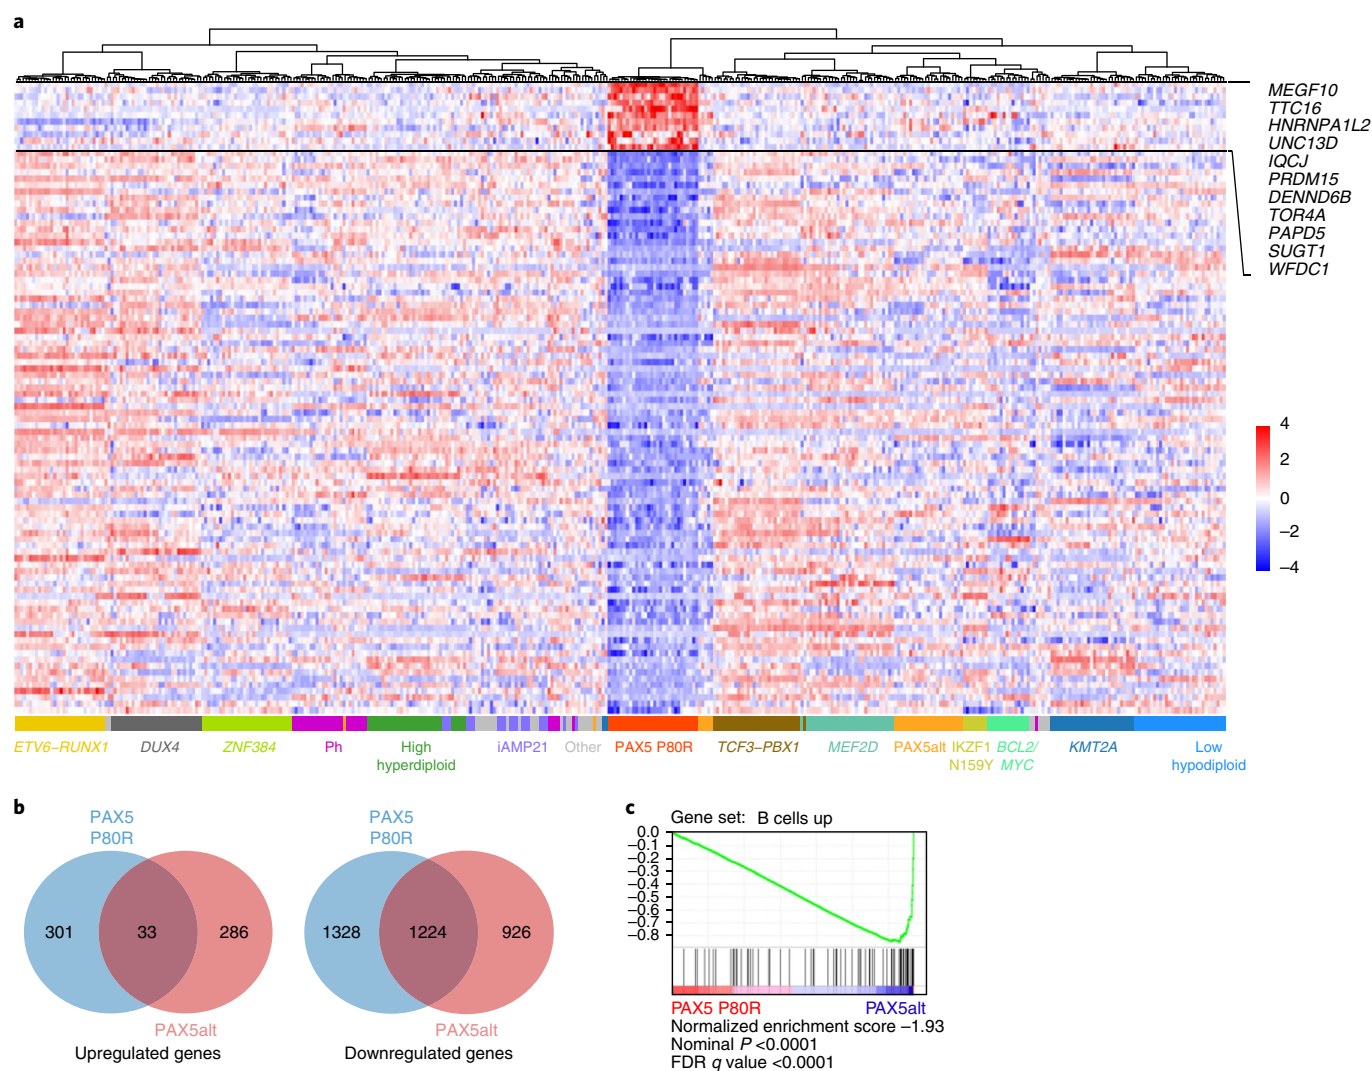 a
MEGF10
TTC16
HNRNPA1L2
UNC13D
IQCJ
PRDM15
DENND6B
TOR4A
PAPD5
SUGT1
WFDC1
4
2
0
−2
−4
ETV6−RUNX1 DUX4 ZNF384 Ph High hyperdiploid iAMP21 Other PAX5 P80R TCF3−PBX1 MEF2D PAX5alt IKZF1 N159Y BCL2/ MYC KMT2A Low hypodiploid
b
PAX5 P80R
301 33 286
PAX5alt
Upregulated genes
PAX5 P80R
1328 1224 926
PAX5alt
Downregulated genes
c
Gene set: B cells up
0.0
−0.1
−0.2
−0.3
−0.4
−0.5
−0.6
−0.7
−0.8
PAX5 P80R PAX5alt
Normalized enrichment score −1.93
Nominal P <0.0001
FDR q value <0.0001